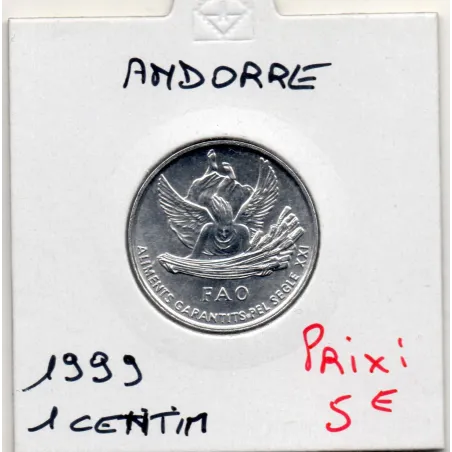 ANDORRE
FAO
ALIMENTS GARANTITS PEL SEGLE XXI
1999
1 CENTIM
Prix:
5€